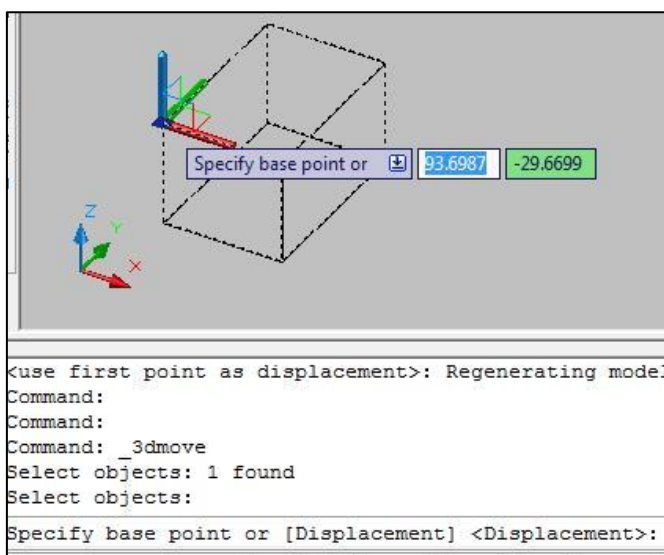 Specify base point or 93.6987 -29.6699
Z
Y
X
<use first point as displacement>: Regenerating model
Command:
Command:
Command: _3dmove
Select objects: 1 found
Select objects:
Specify base point or [Displacement] <Displacement>: